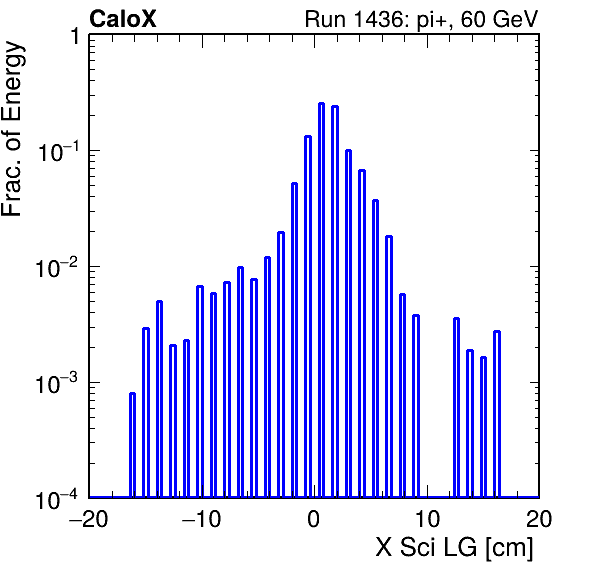 CaloX Run 1436: pi+, 60 GeV
Frac. of Energy
1
10⁻¹
10⁻²
10⁻³
10⁻⁴
−20 −10 0 10 20
X Sci LG [cm]